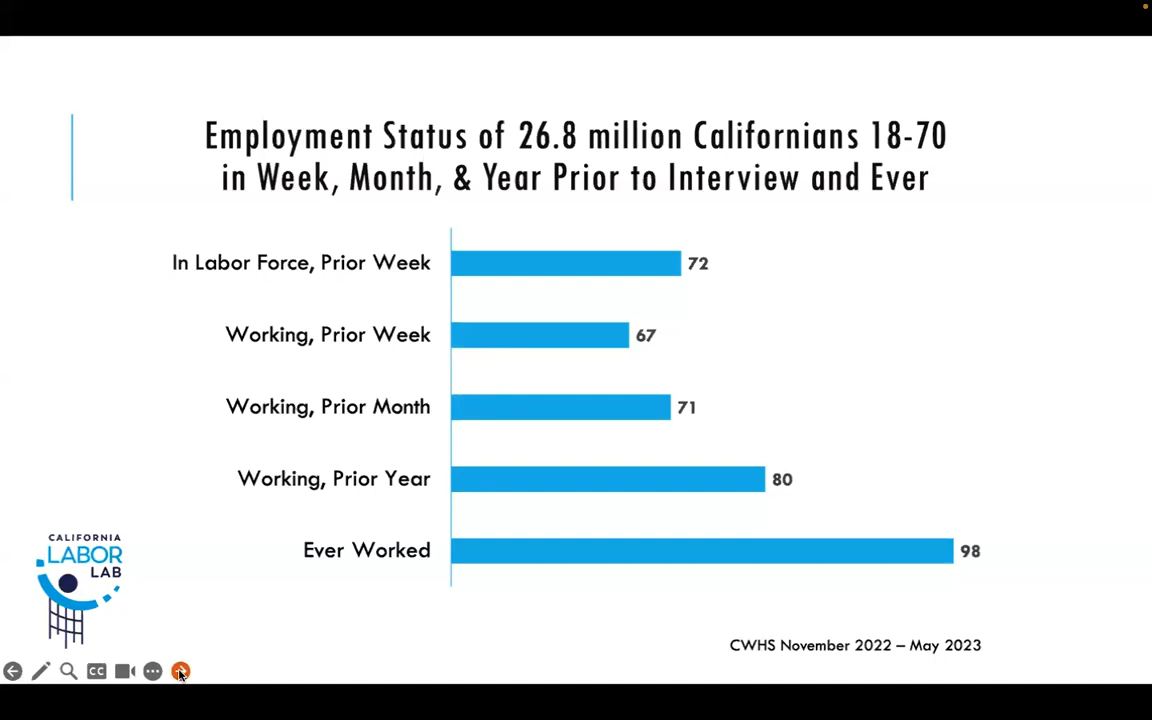 Employment Status of 26.8 million Californians 18-70
in Week, Month, & Year Prior to Interview and Ever
In Labor Force, Prior Week 72
Working, Prior Week 67
Working, Prior Month 71
Working, Prior Year 80
Ever Worked 98
CALIFORNIA
LABOR
LAB
CWHS November 2022 – May 2023
CC